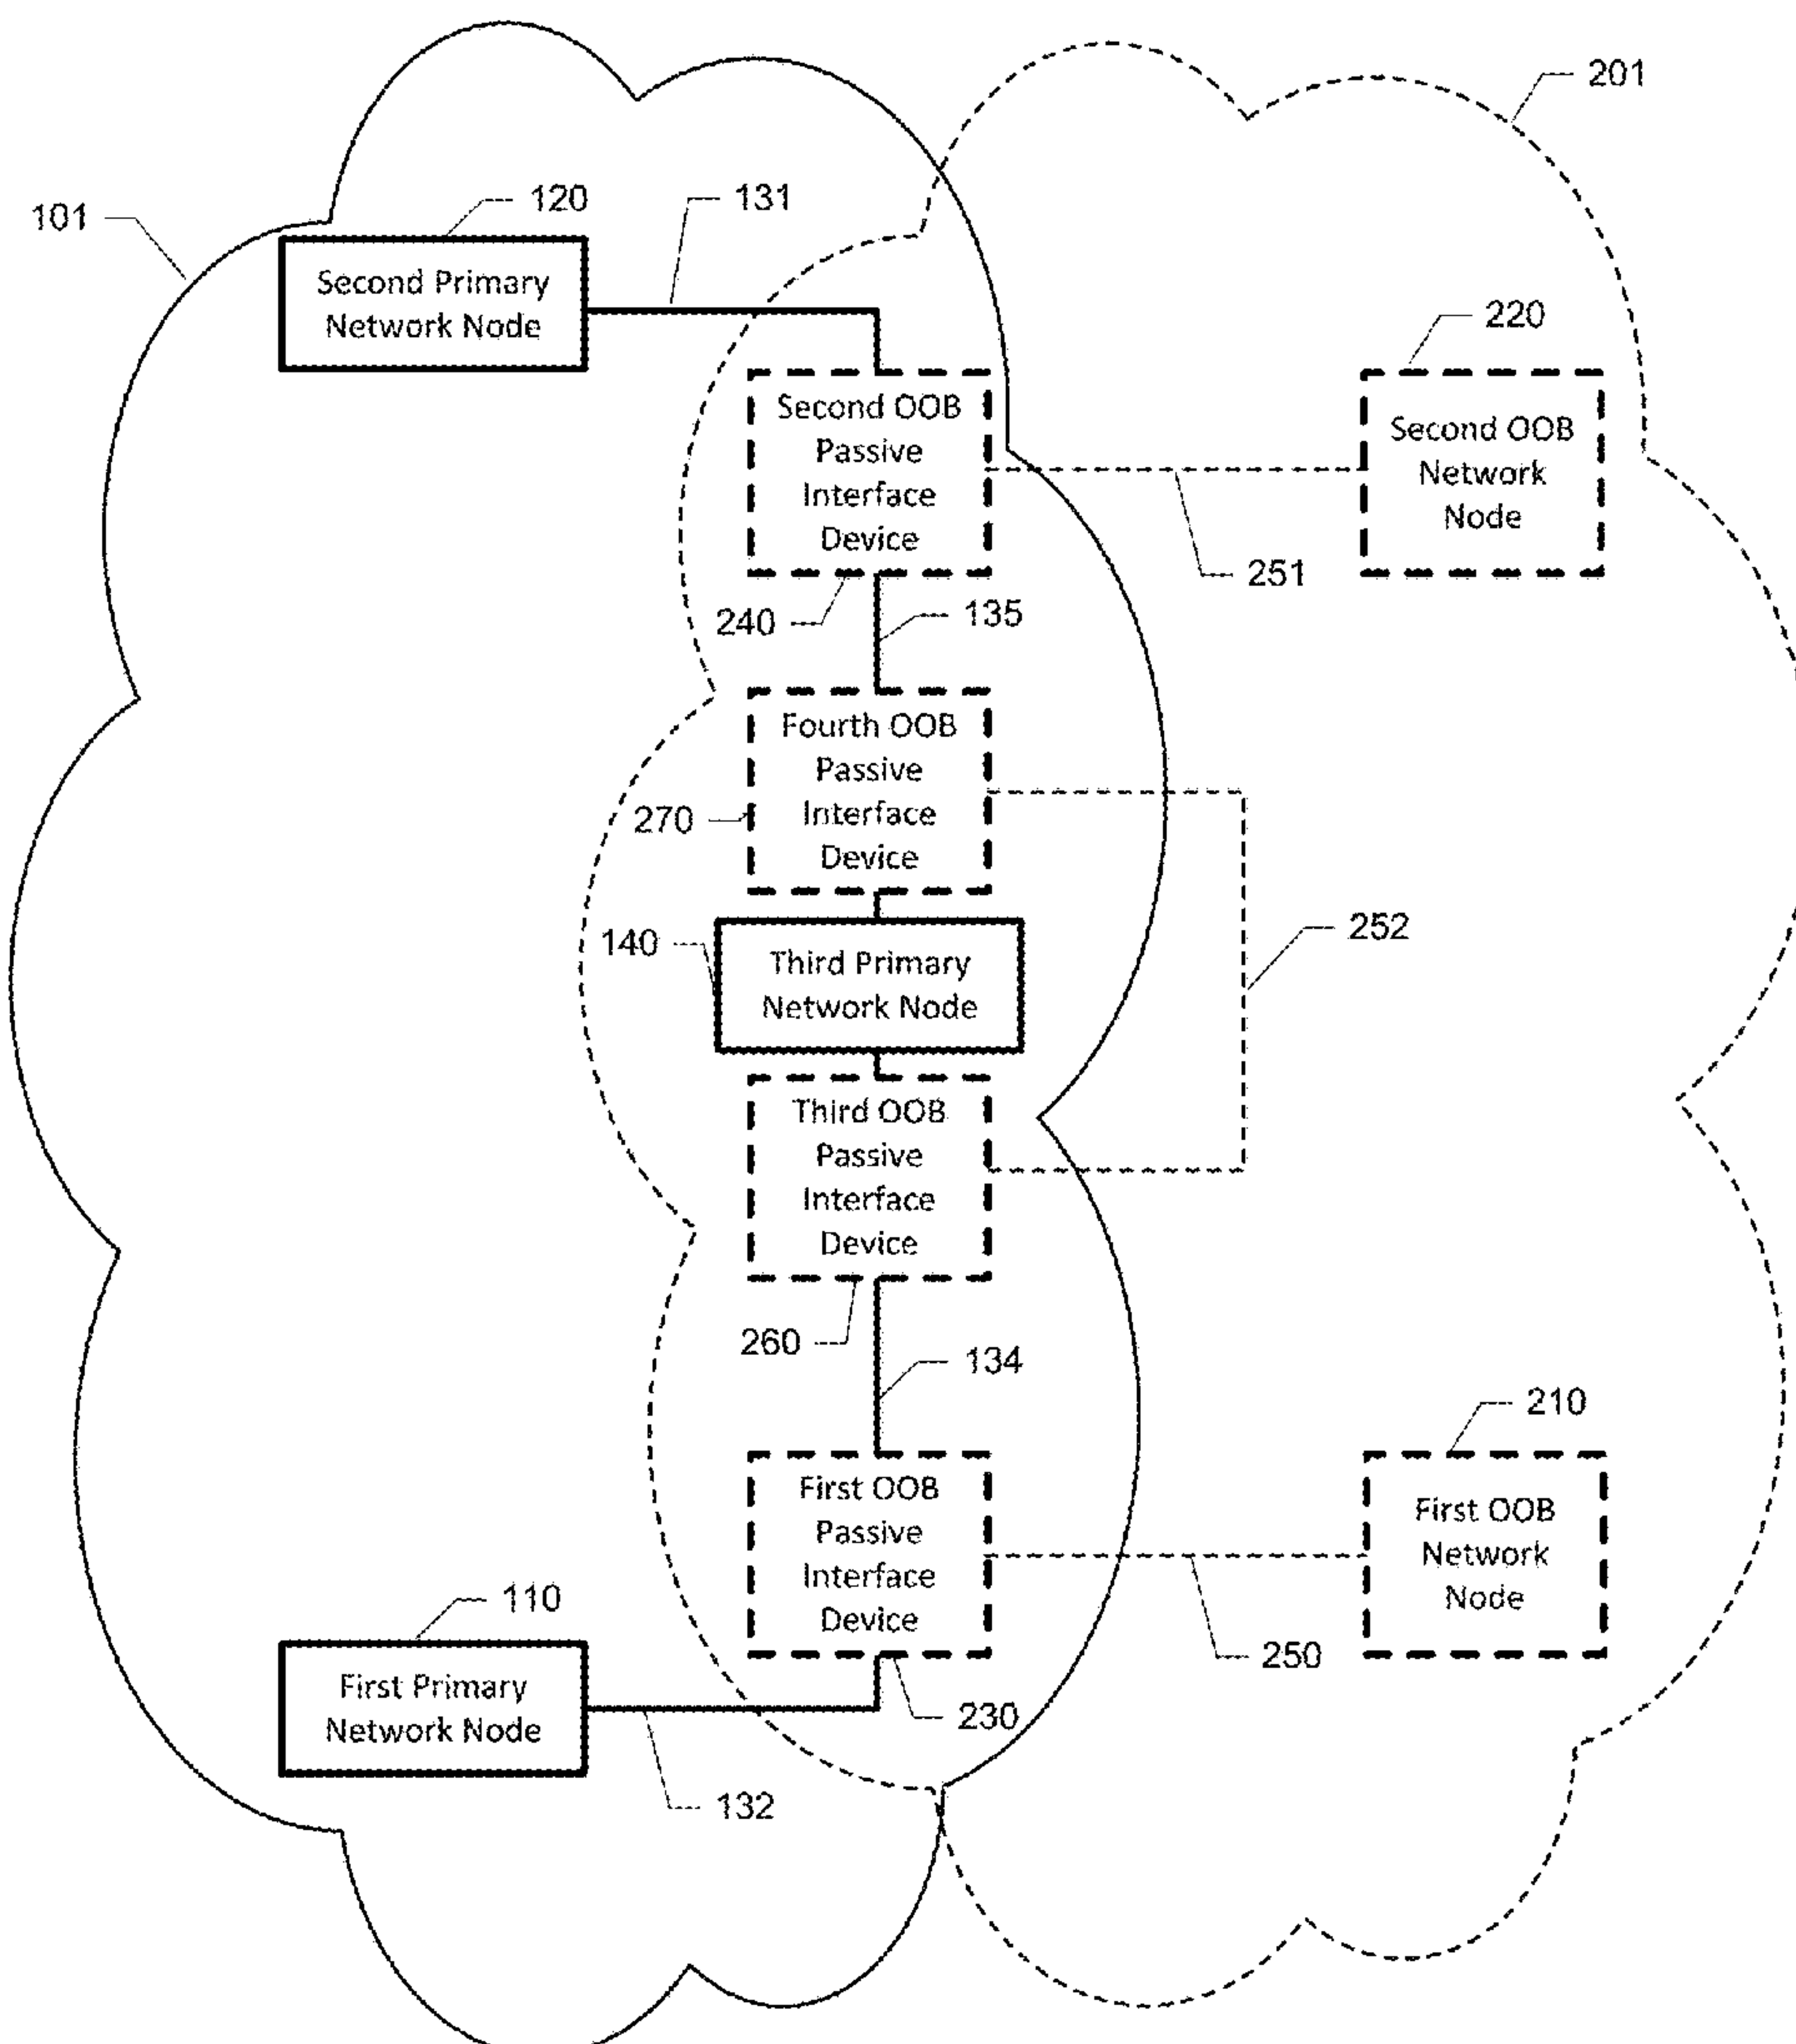 201
101
120
131
Second Primary
Network Node
220
Second OOB
Passive
Interface
Device
Second OOB
Network
Node
251
240
135
Fourth OOB
Passive
Interface
Device
270
140
252
Third Primary
Network Node
Third OOB
Passive
Interface
Device
260
134
210
First OOB
Passive
Interface
Device
First OOB
Network
Node
110
250
First Primary
Network Node
230
132